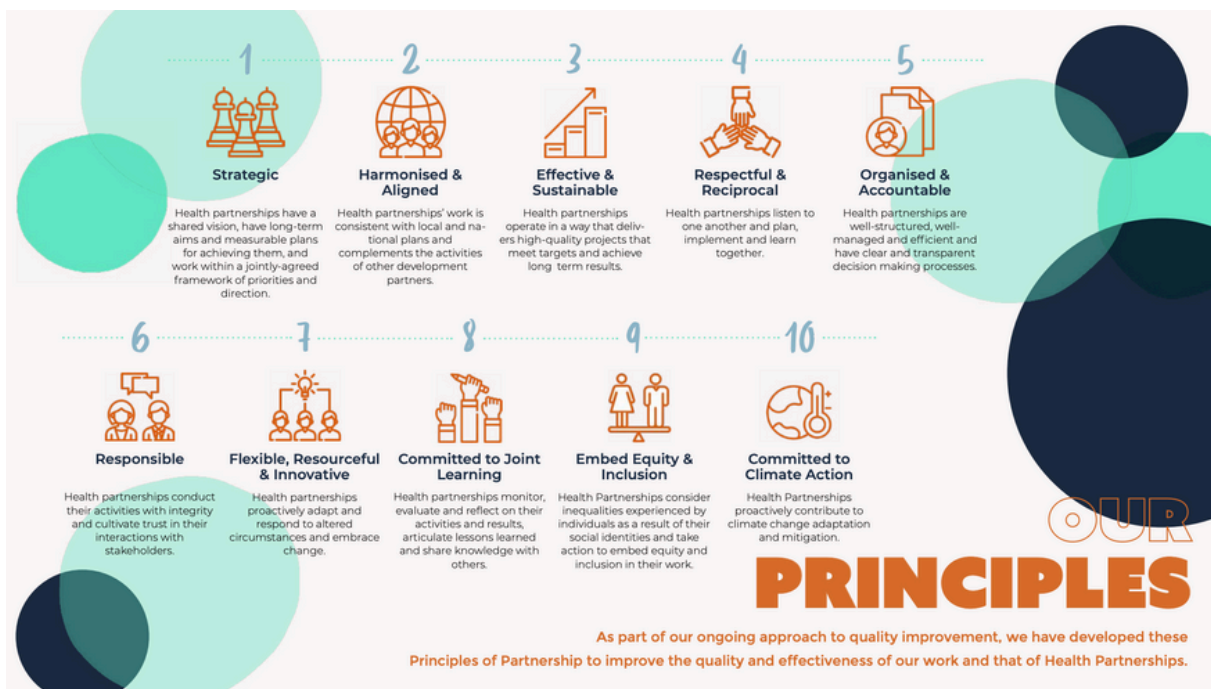 1
Strategic
Health partnerships have a
shared vision, have long-term
aims and measurable plans
for achieving them, and
work within a jointly-agreed
framework of priorities and
direction.
2
Harmonised &
Aligned
Health partnerships' work is
consistent with local and na-
tional plans and
complements the activities
of other development
partners.
3
Effective &
Sustainable
Health partnerships
operate in a way that deliv-
ers high-quality projects that
meet targets and achieve
long term results.
4
Respectful &
Reciprocal
Health partnerships listen to
one another and plan,
implement and learn
together.
5
Organised &
Accountable
Health partnerships are
well-structured, well-
managed and efficient and
have clear and transparent
decision making processes.
6
Responsible
Health partnerships conduct
their activities with integrity
and cultivate trust in their
interactions with
stakeholders.
7
Flexible, Resourceful
& Innovative
Health partnerships
proactively adapt and
respond to altered
circumstances and embrace
change.
8
Committed to Joint
Learning
Health partnerships monitor,
evaluate and reflect on their
activities and results,
articulate lessons learned
and share knowledge with
others.
9
Embed Equity &
Inclusion
Health Partnerships consider
inequalities experienced by
individuals as a result of their
social identities and take
action to embed equity and
inclusion in their work.
10
Committed to
Climate Action
Health Partnerships
proactively contribute to
climate change adaptation
and mitigation.
OUR
PRINCIPLES
As part of our ongoing approach to quality improvement, we have developed these
Principles of Partnership to improve the quality and effectiveness of our work and that of Health Partnerships.